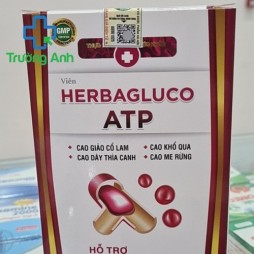 Trường Anh
GMP
Viên
HERBAGLUCO
ATP
• CAO GIẢO CỔ LAM • CAO KHỔ QUA
• CAO DÂY THÌA CANH • CAO ME RỪNG
HỖ TRỢ